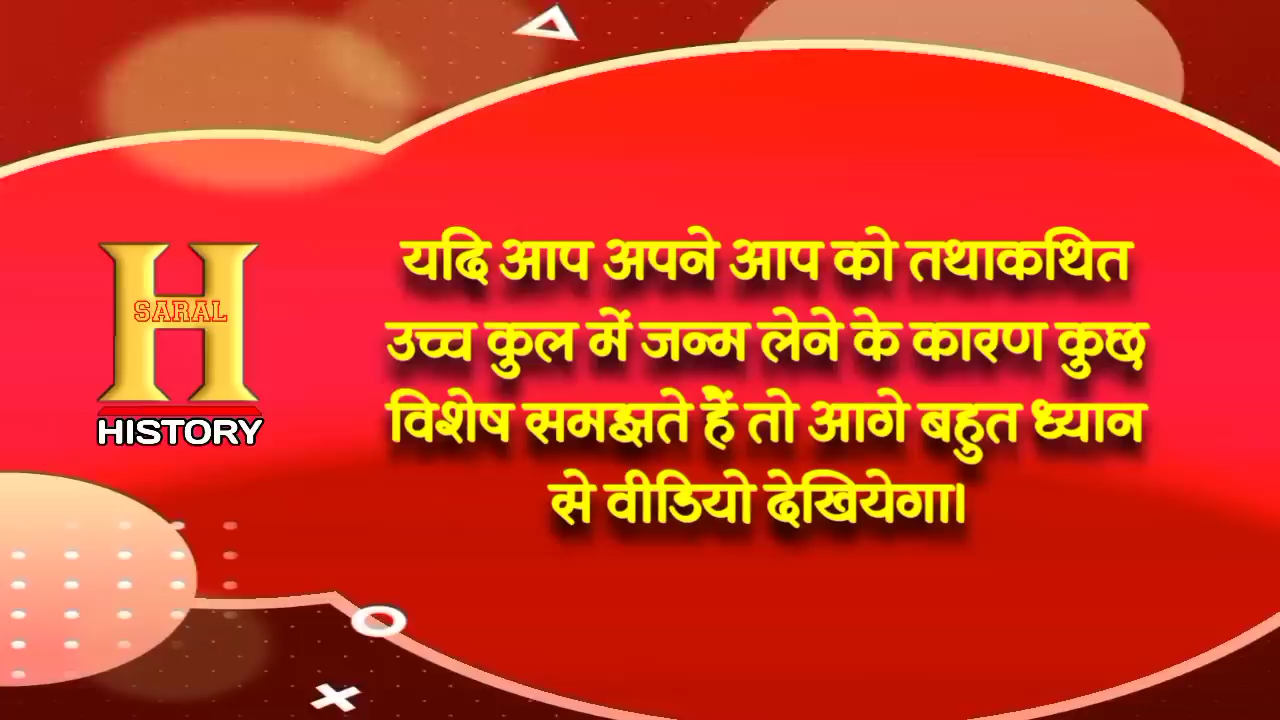 SARAL
HISTORY
यदि आप अपने आप को तथाकथित
उच्च कुल में जन्म लेने के कारण कुछ
विशेष समझते हैं तो आगे बहुत ध्यान
से वीडियो देखियेगा।